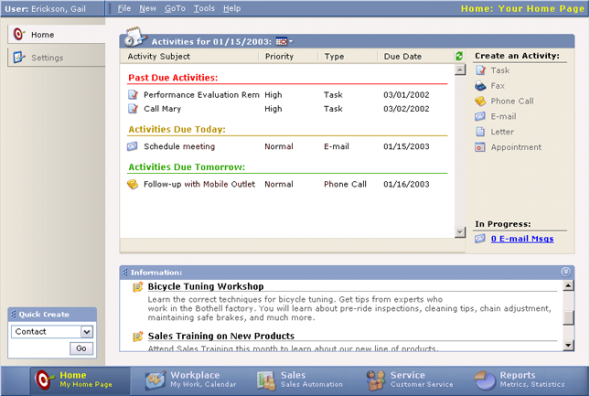 User: Erickson, Gail
File New GoTo Tools Help
Home: Your Home Page
Home
Settings
Activities for 01/15/2003:
Activity Subject Priority Type Due Date
Past Due Activities:
Performance Evaluation Rem High Task 03/01/2002
Call Mary High Task 03/02/2002
Activities Due Today:
Schedule meeting Normal E-mail 01/15/2003
Activities Due Tomorrow:
Follow-up with Mobile Outlet Normal Phone Call 01/16/2003
Create an Activity:
Task
Fax
Phone Call
E-mail
Letter
Appointment
In Progress:
0 E-mail Msgs
Information:
Bicycle Tuning Workshop
Learn the correct techniques for bicycle tuning. Get tips from experts who
work in the Bothell factory. You will learn about pre-ride inspections, cleaning tips, chain adjustment,
maintaining safe brakes, and much more.
Sales Training on New Products
Attend Sales Training this month to learn about our new line of products.
Quick Create
Contact
Go
Home
My Home Page
Workplace
My Work, Calendar
Sales
Sales Automation
Service
Customer Service
Reports
Metrics, Statistics